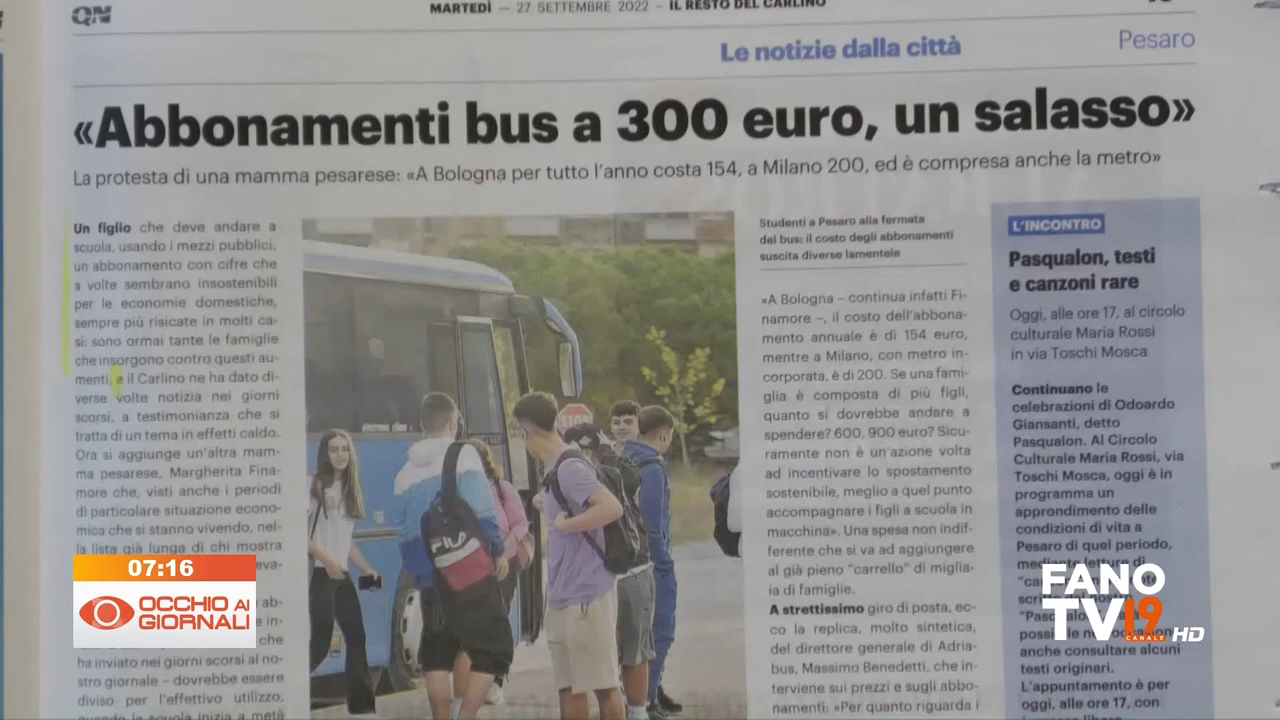 QN
MARTEDÌ — 27 SETTEMBRE 2022 – IL RESTO DEL CARLINO
Le notizie dalla città
Pesaro
«Abbonamenti bus a 300 euro, un salasso»
La protesta di una mamma pesarese: «A Bologna per tutto l'anno costa 154, a Milano 200, ed è compresa anche la metro»
Un figlio che deve andare a
scuola, usando i mezzi pubblici,
un abbonamento con cifre che
a volte sembrano insostenibili
per le economie domestiche,
sempre più risicate in molti ca-
si: sono ormai tante le famiglie
che insorgono contro questi au-
menti, e il Carlino ne ha dato di-
verse volte notizia nei giorni
scorsi, a testimonianza che si
tratta di un tema in effetti caldo.
Ora si aggiunge un'altra mam-
ma pesarese, Margherita Fina-
more che, visti anche i periodi
di particolare situazione econo-
mica che si stanno vivendo, nel-
la lista già lunga di chi mostra
eva-
ab-
e in-
che
ha inviato nei giorni scorsi al no-
stro giornale – dovrebbe essere
diviso per l'effettivo utilizzo,
quando la scuola inizia a metà
STOP
FILA
Studenti a Pesaro alla fermata
del bus: il costo degli abbonamenti
suscita diverse lamentele
«A Bologna – continua infatti Fi-
namore –, il costo dell'abbona-
mento annuale è di 154 euro,
mentre a Milano, con metro in-
corporata, è di 200. Se una fami-
glia è composta di più figli,
quanto si dovrebbe andare a
spendere? 600, 900 euro? Sicu-
ramente non è un'azione volta
ad incentivare lo spostamento
sostenibile, meglio a quel punto
accompagnare i figli a scuola in
macchina». Una spesa non indif-
ferente che si va ad aggiungere
al già pieno "carrello" di miglia-
ia di famiglie.
A strettissimo giro di posta, ec-
co la replica, molto sintetica,
del direttore generale di Adria-
bus, Massimo Benedetti, che in-
terviene sui prezzi e sugli abbo-
namenti: «Per quanto riguarda i
L'INCONTRO
Pasqualon, testi
e canzoni rare
Oggi, alle ore 17, al circolo
culturale Maria Rossi
in via Toschi Mosca
Continuano le
celebrazioni di Odoardo
Giansanti, detto
Pasqualon. Al Circolo
Culturale Maria Rossi, via
Toschi Mosca, oggi è in
programma un
approndimento delle
condizioni di vita a
Pesaro di quel periodo,
mediante letture di
anche consultare alcuni
testi originari.
L'appuntamento è per
oggi, alle ore 17, con
07:16
OCCHIO AI
GIORNALI
FANO
TV 19
CANALE HD